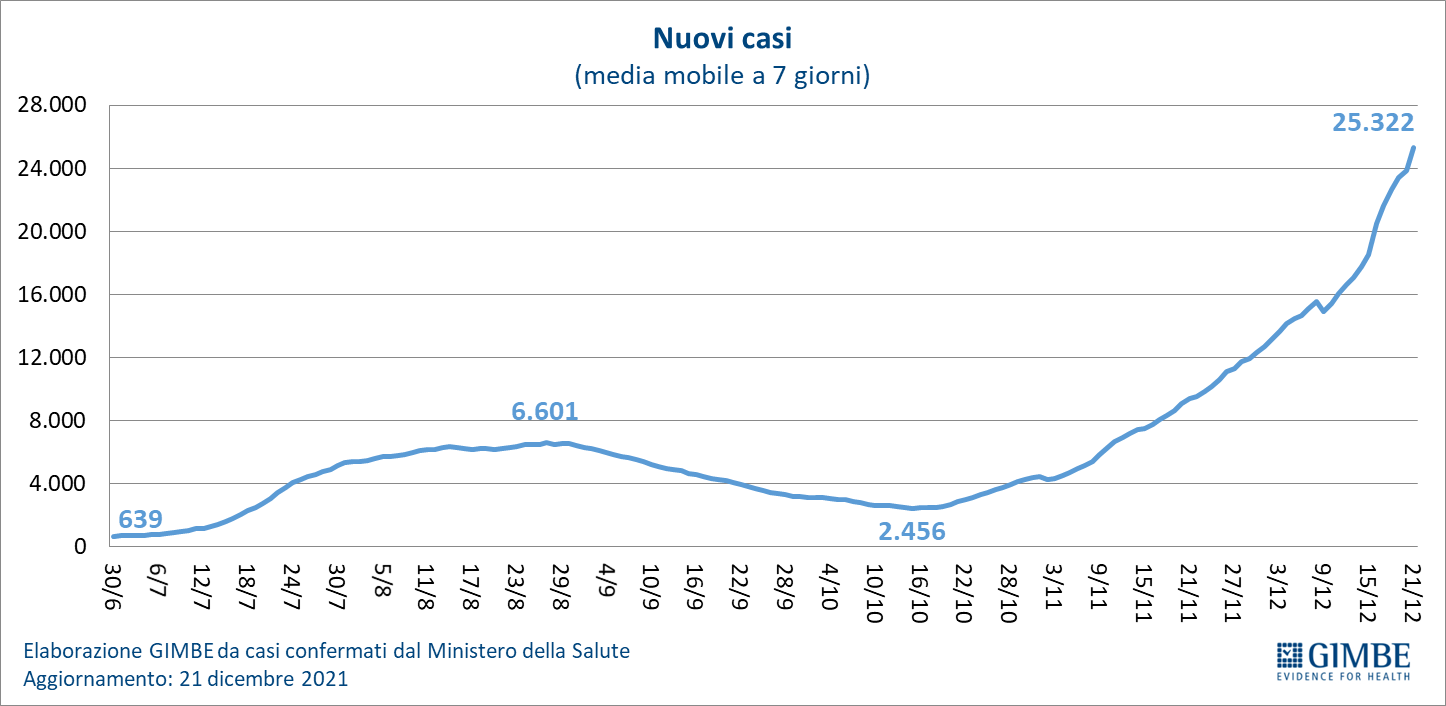 Nuovi casi
(media mobile a 7 giorni)
28.000
25.322
24.000
20.000
16.000
12.000
8.000
6.601
4.000
639
2.456
0
30/6 6/7 12/7 18/7 24/7 30/7 5/8 11/8 17/8 23/8 29/8 4/9 10/9 16/9 22/9 28/9 4/10 10/10 16/10 22/10 28/10 3/11 9/11 15/11 21/11 27/11 3/12 9/12 15/12 21/12
Elaborazione GIMBE da casi confermati dal Ministero della Salute
Aggiornamento: 21 dicembre 2021
GIMBE
EVIDENCE FOR HEALTH